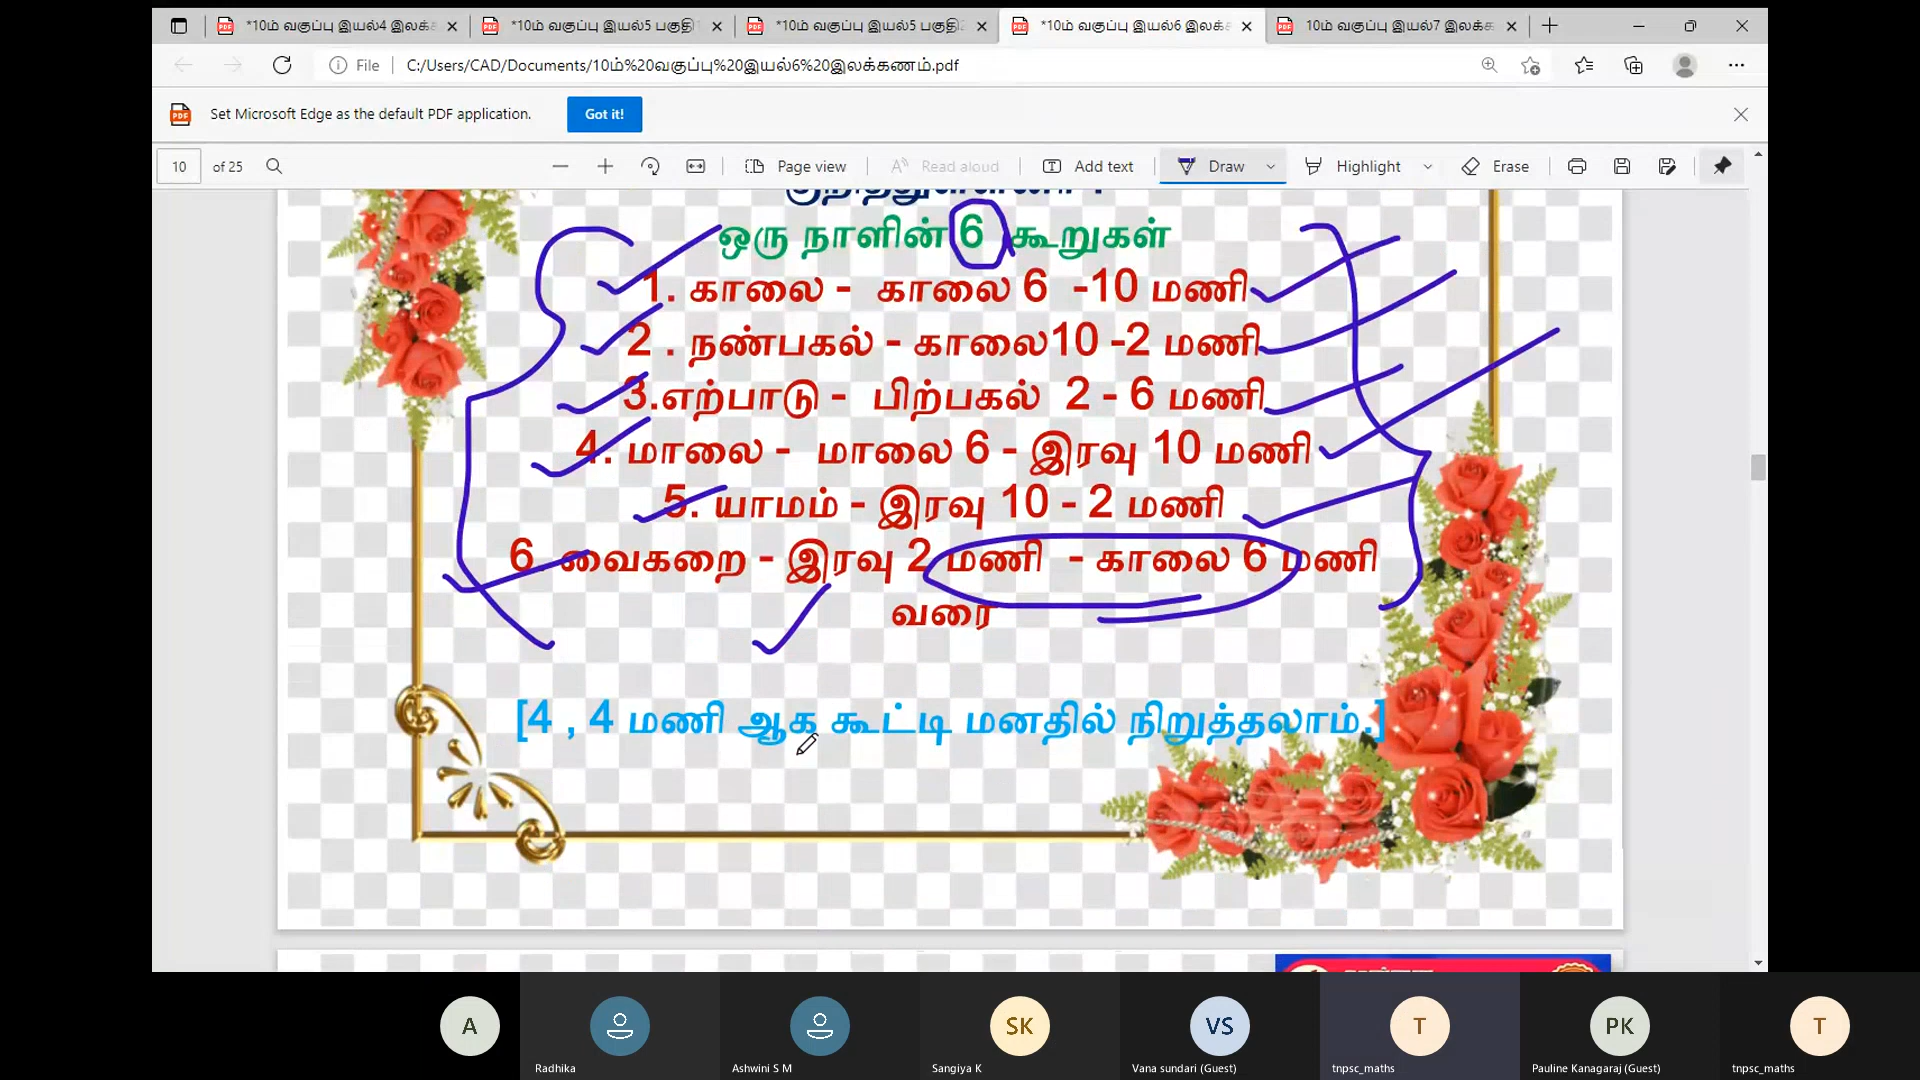 *10ம் வகுப்பு இயல்4 இலக்க
*10ம் வகுப்பு இயல்5 பகுதி
*10ம் வகுப்பு இயல்5 பகுதி
*10ம் வகுப்பு இயல்6 இலக்
10ம் வகுப்பு இயல்7 இலக்க
File
C:/Users/CAD/Documents/10ம்%20வகுப்பு%20இயல்6%20இலக்கணம்.pdf
Set Microsoft Edge as the default PDF application.
Got it!
10 of 25
Page view
Read aloud
Add text
Draw
Highlight
Erase
ஒரு நாளின் 6 கூறுகள்
1. காலை - காலை 6 -10 மணி
2 . நண்பகல் - காலை10 -2 மணி
3.எற்பாடு - பிற்பகல் 2 - 6 மணி
4. மாலை - மாலை 6 - இரவு 10 மணி
5. யாமம் - இரவு 10 - 2 மணி
6. வைகறை - இரவு 2 மணி - காலை 6 மணி
வரை
[4 , 4 மணி ஆக கூட்டி மனதில் நிறுத்தலாம்.]
A
SK
VS
T
PK
T
Radhika
Ashwini S M
Sangiya K
Vana sundari (Guest)
tnpsc_maths
Pauline Kanagaraj (Guest)
tnpsc_maths